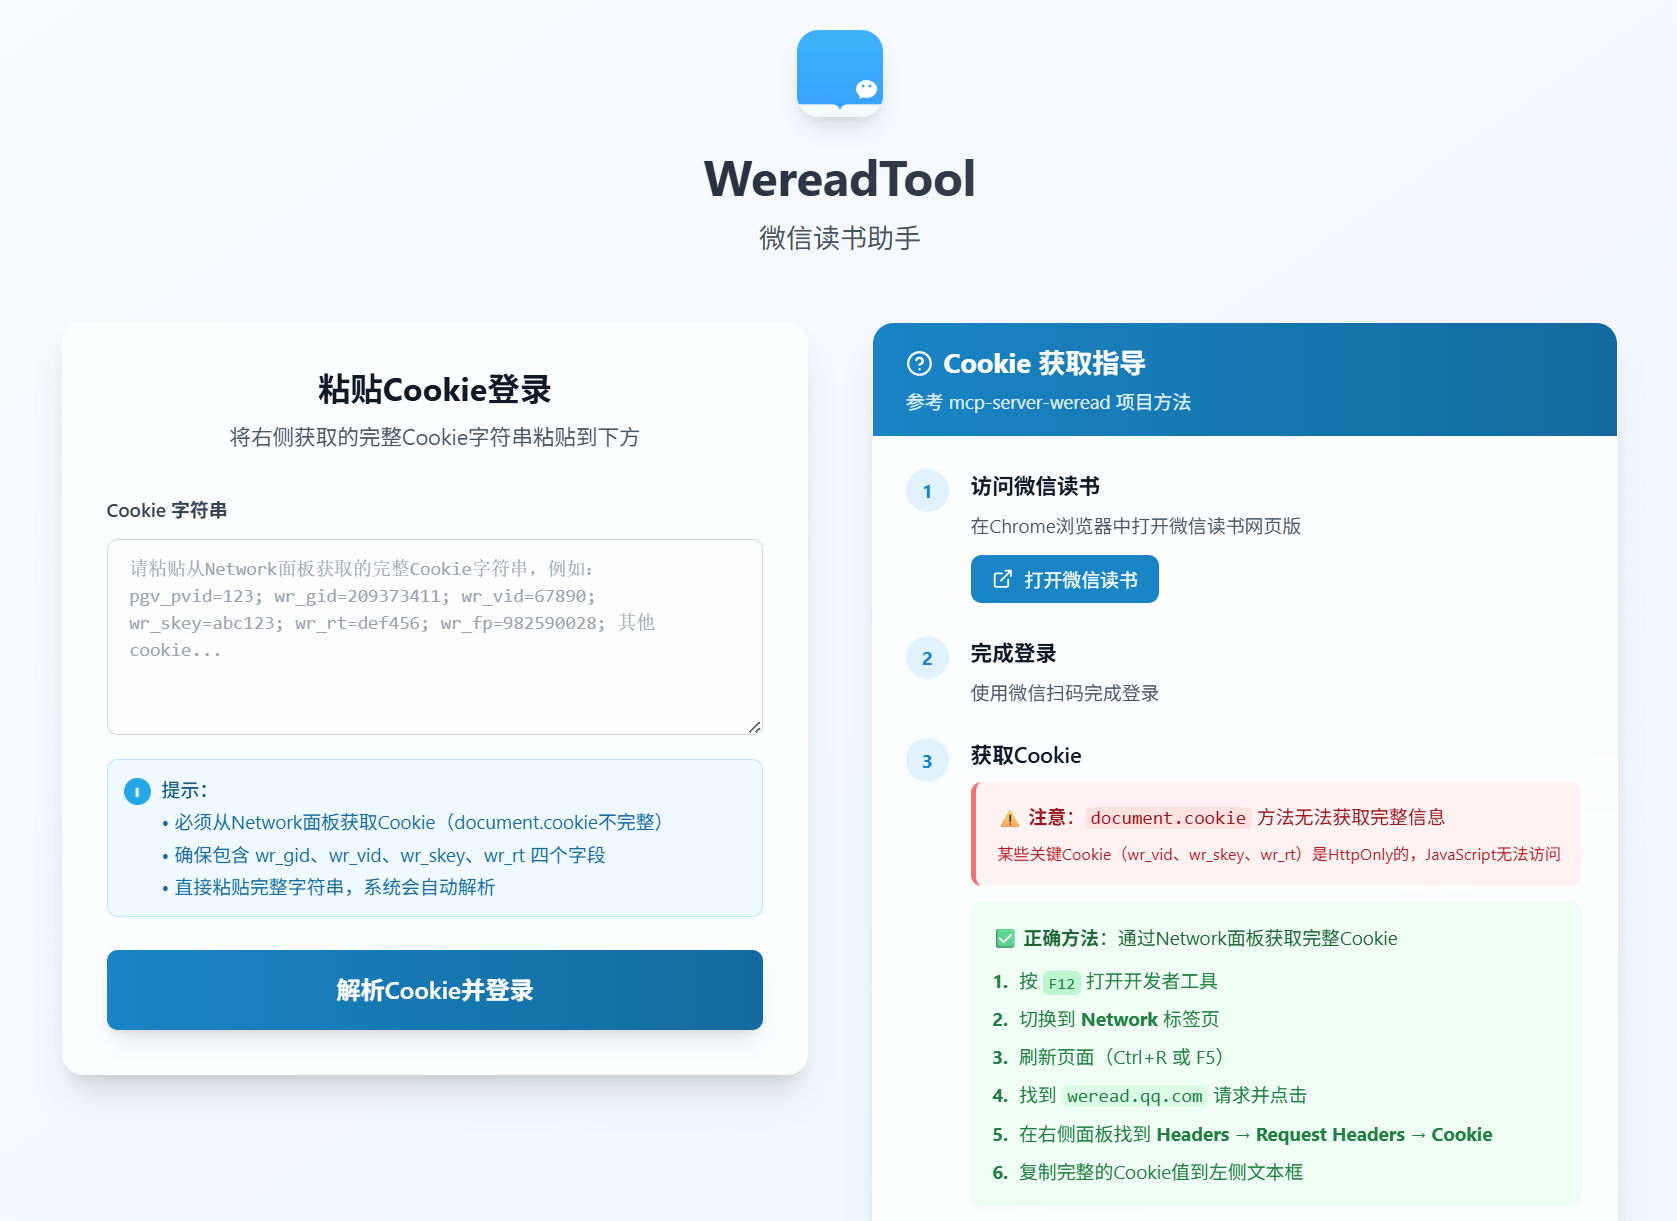 WereadTool
微信读书助手
粘贴Cookie登录
将右侧获取的完整Cookie字符串粘贴到下方
Cookie 字符串
请粘贴从Network面板获取的完整Cookie字符串，例如：
pgv_pvid=123; wr_gid=209373411; wr_vid=67890;
wr_skey=abc123; wr_rt=def456; wr_fp=982590028; 其他
cookie...
提示：
• 必须从Network面板获取Cookie（document.cookie不完整）
• 确保包含 wr_gid、wr_vid、wr_skey、wr_rt 四个字段
• 直接粘贴完整字符串，系统会自动解析
解析Cookie并登录
Cookie 获取指导
参考 mcp-server-weread 项目方法
1
访问微信读书
在Chrome浏览器中打开微信读书网页版
打开微信读书
2
完成登录
使用微信扫码完成登录
3
获取Cookie
⚠️ 注意：document.cookie 方法无法获取完整信息
某些关键Cookie（wr_vid、wr_skey、wr_rt）是HttpOnly的，JavaScript无法访问
✅ 正确方法：通过Network面板获取完整Cookie
1. 按 F12 打开开发者工具
2. 切换到 Network 标签页
3. 刷新页面（Ctrl+R 或 F5）
4. 找到 weread.qq.com 请求并点击
5. 在右侧面板找到 Headers → Request Headers → Cookie
6. 复制完整的Cookie值到左侧文本框